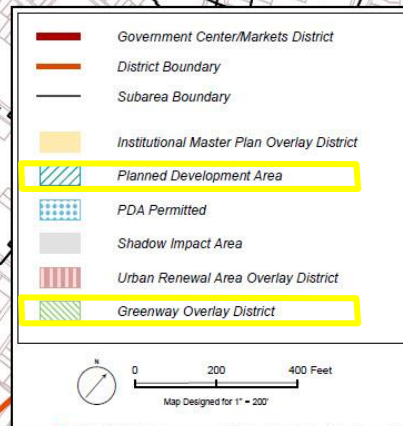 Government Center/Markets District
District Boundary
Subarea Boundary
Institutional Master Plan Overlay District
Planned Development Area
PDA Permitted
Shadow Impact Area
Urban Renewal Area Overlay District
Greenway Overlay District
N
0 200 400 Feet
Map Designed for 1" = 200'